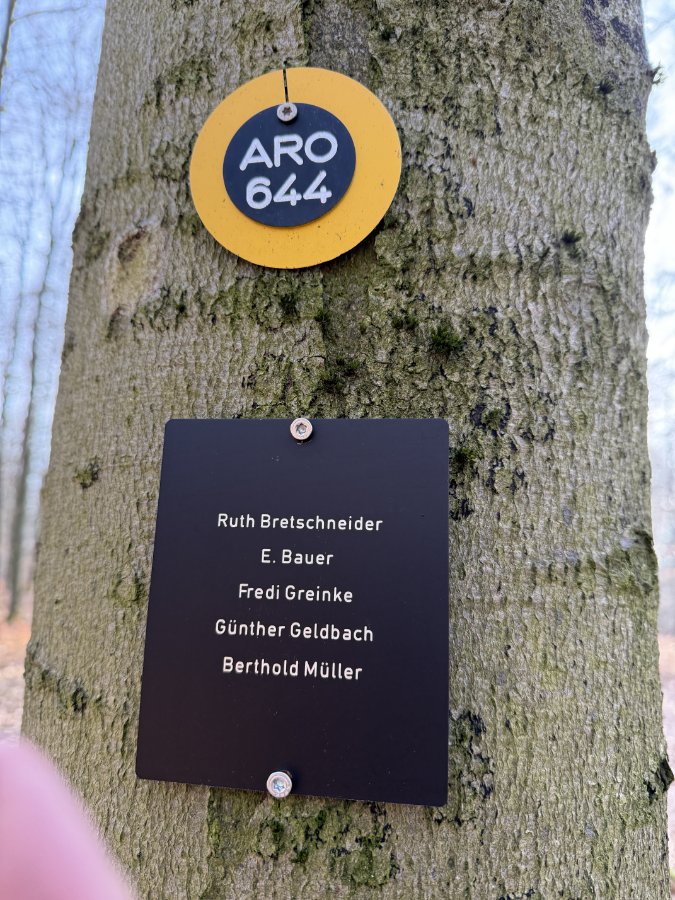 ARO
644
Ruth Bretschneider
E. Bauer
Fredi Greinke
Günther Geldbach
Berthold Müller